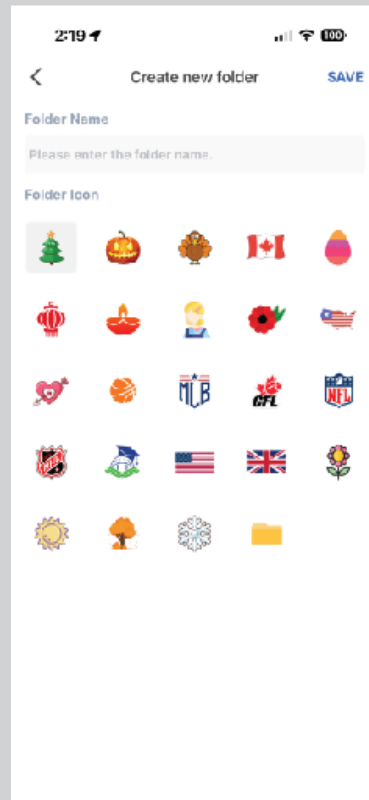 2:19
100
Create new folder
SAVE
Folder Name
Please enter the folder name.
Folder Icon
MLB
CFL
NFL
NHL